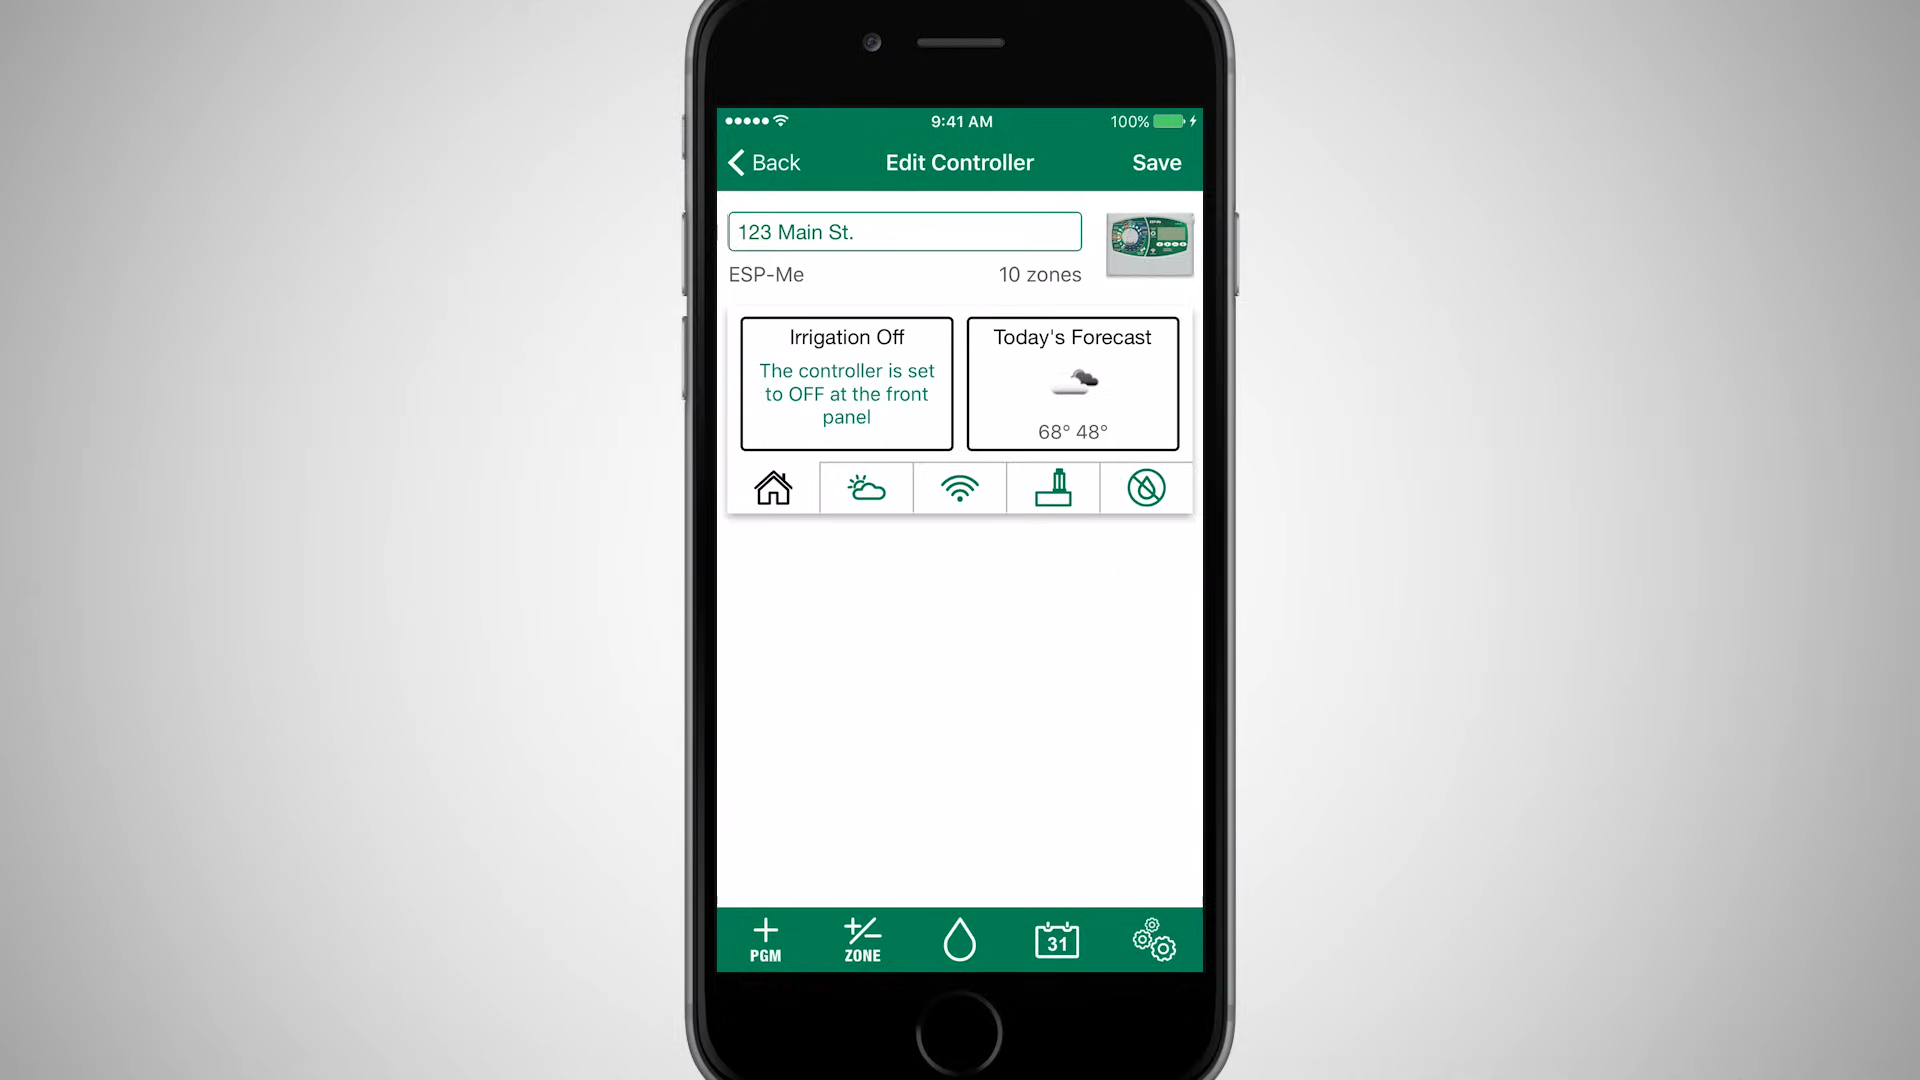 9:41 AM
100%
Back
Edit Controller
Save
123 Main St.
ESP-Me
10 zones
Irrigation Off
The controller is set
to OFF at the front
panel
Today's Forecast
68° 48°
+
PGM
+/-
ZONE
31